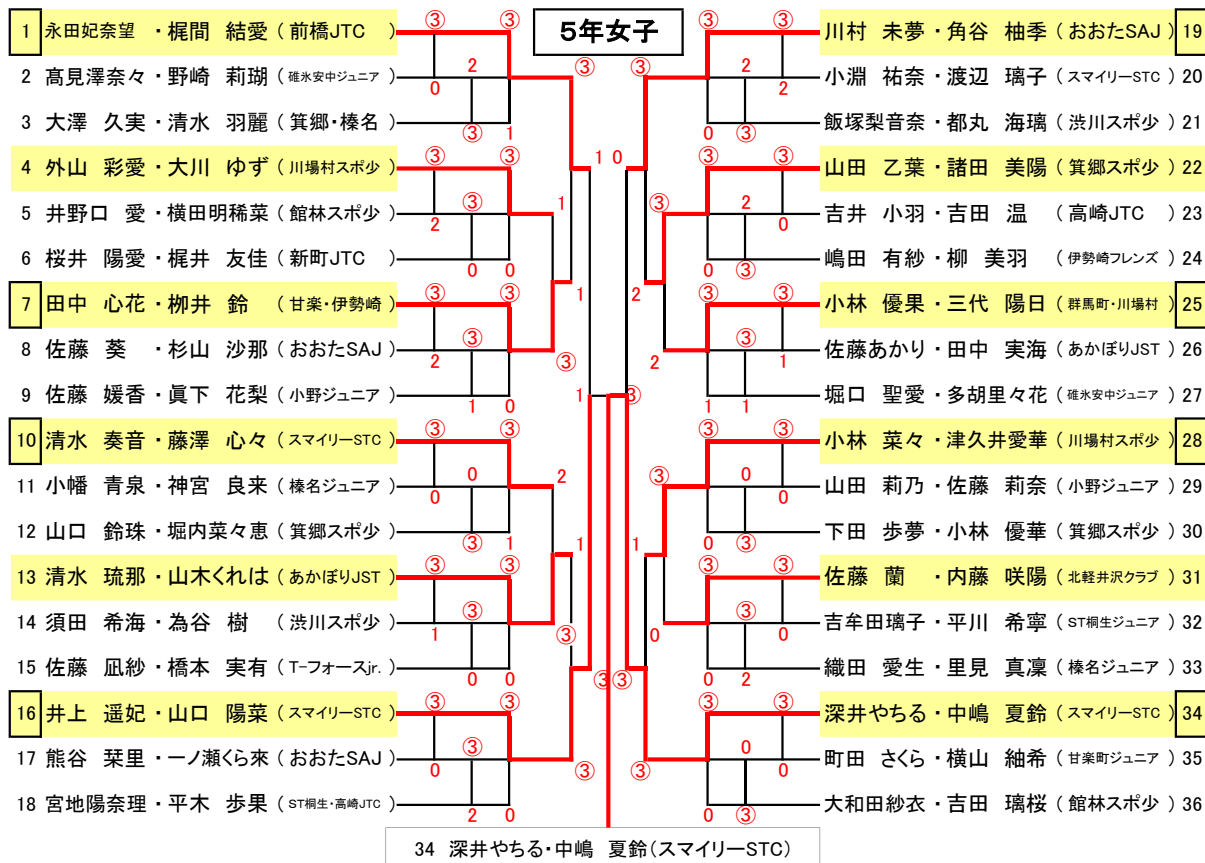 5年女子
1 永田妃奈望 ・梶間 結愛 ( 前橋JTC )
2 髙見澤奈々・野崎 莉瑚 (碓氷安中ジュニア)
3 大澤 久実・清水 羽麗 (箕郷・榛名)
4 外山 彩愛・大川 ゆず (川場村スポ少)
5 井野口 愛・横田明稀菜 (館林スポ少)
6 桜井 陽愛・梶井 友佳 (新町JTC)
7 田中 心花・栁井 鈴 (甘楽・伊勢崎)
8 佐藤 葵 ・杉山 沙那 (おおたSAJ)
9 佐藤 媛香・眞下 花梨 (小野ジュニア)
10 清水 奏音・藤澤 心々 (スマイリーSTC)
11 小幡 青泉・神宮 良来 (榛名ジュニア)
12 山口 鈴珠・堀内菜々恵 (箕郷スポ少)
13 清水 琉那・山木くれは (あかぼりJST)
14 須田 希海・為谷 樹 (渋川スポ少)
15 佐藤 凪紗・橋本 実有 (T-フォースjr.)
16 井上 遥妃・山口 陽菜 (スマイリーSTC)
17 熊谷 栞里・一ノ瀬くら來 (おおたSAJ)
18 宮地陽奈理・平木 歩果 (ST桐生・高崎JTC)
川村 未夢・角谷 柚季 (おおたSAJ) 19
小淵 祐奈・渡辺 璃子 (スマイリーSTC) 20
飯塚梨音奈・都丸 海璃 (渋川スポ少) 21
山田 乙葉・諸田 美陽 (箕郷スポ少) 22
吉井 小羽・吉田 温 (高崎JTC) 23
嶋田 有紗・柳 美羽 (伊勢崎フレンズ) 24
小林 優果・三代 陽日 (群馬町・川場村) 25
佐藤あかり・田中 実海 (あかぼりJST) 26
堀口 聖愛・多胡里々花 (碓氷安中ジュニア) 27
小林 菜々・津久井愛華 (川場村スポ少) 28
山田 莉乃・佐藤 莉奈 (小野ジュニア) 29
下田 歩夢・小林 優華 (箕郷スポ少) 30
佐藤 蘭 ・内藤 咲陽 (北軽井沢クラブ) 31
吉牟田璃子・平川 希寧 (ST桐生ジュニア) 32
織田 愛生・里見 真凜 (榛名ジュニア) 33
深井やちる・中嶋 夏鈴 (スマイリーSTC) 34
町田 さくら・横山 紬希 (甘楽町ジュニア) 35
大和田紗衣・吉田 璃桜 (館林スポ少) 36
34 深井やちる・中嶋 夏鈴(スマイリーSTC)